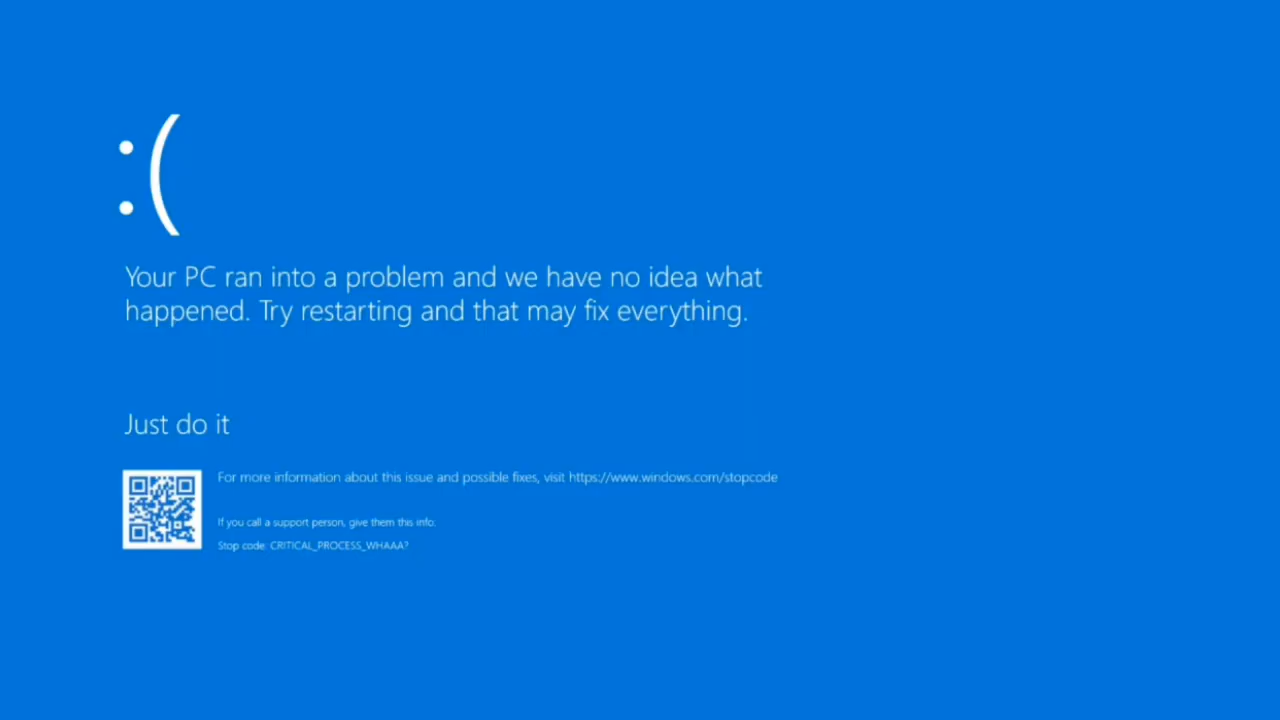 :(
Your PC ran into a problem and we have no idea what
happened. Try restarting and that may fix everything.
Just do it
For more information about this issue and possible fixes, visit https://www.windows.com/stopcode
If you call a support person, give them this info:
Stop code: CRITICAL_PROCESS_WHAAA?